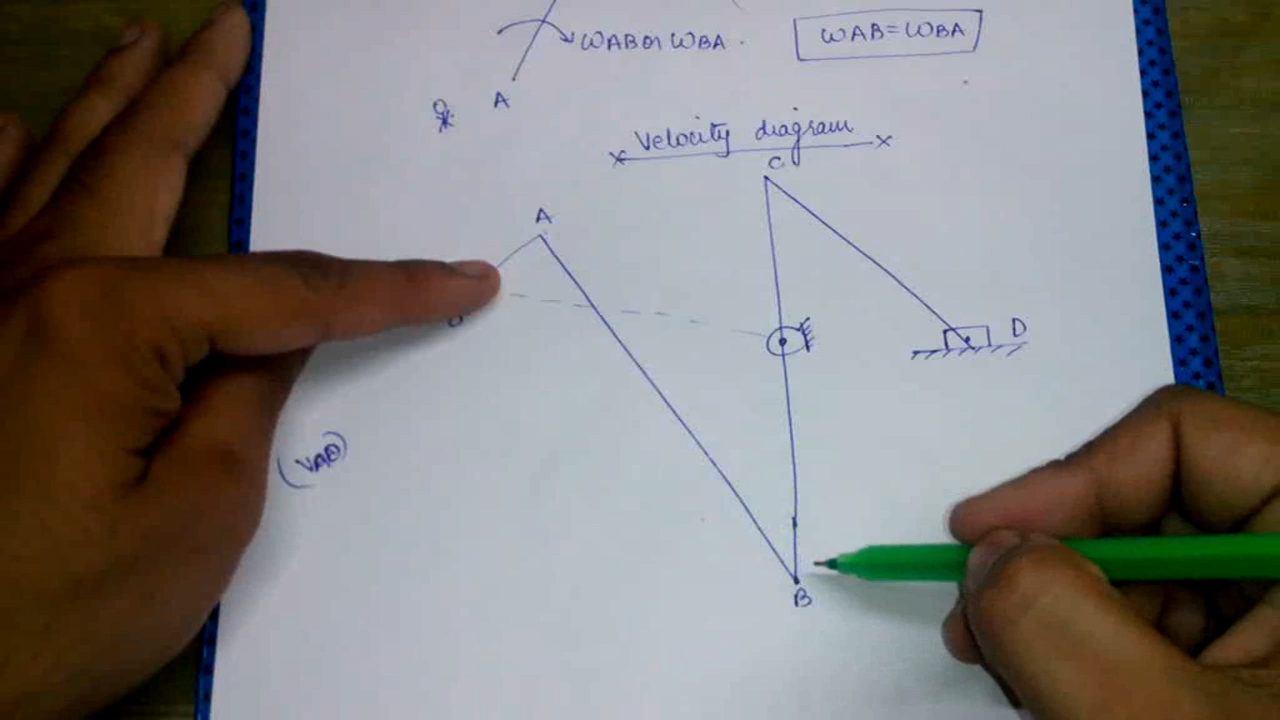 ωAB or ωBA.
ωAB=ωBA
A
Velocity diagram
C
A
D
(VAO)
B